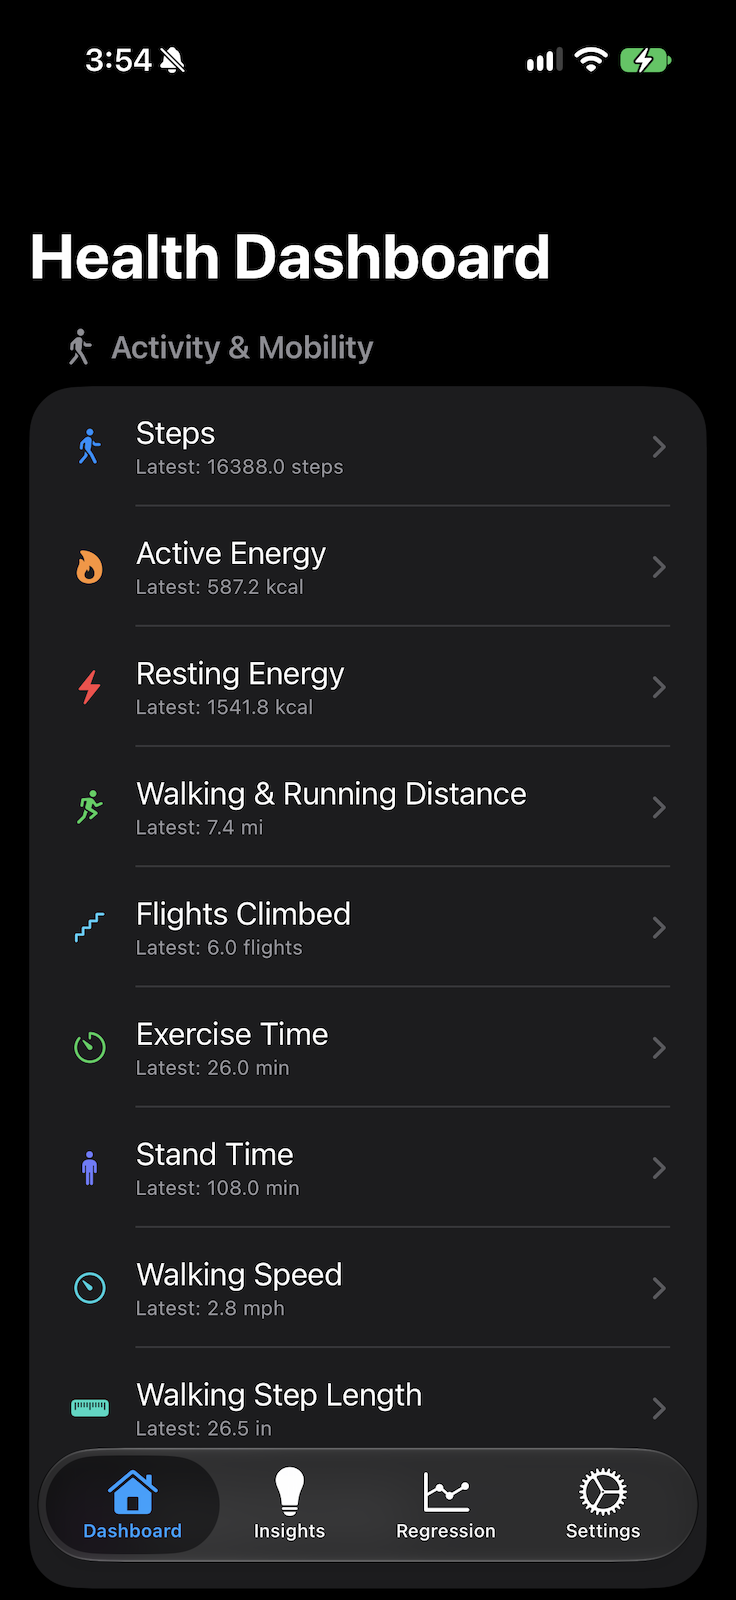 3:54
Health Dashboard
Activity & Mobility
Steps
Latest: 16388.0 steps
Active Energy
Latest: 587.2 kcal
Resting Energy
Latest: 1541.8 kcal
Walking & Running Distance
Latest: 7.4 mi
Flights Climbed
Latest: 6.0 flights
Exercise Time
Latest: 26.0 min
Stand Time
Latest: 108.0 min
Walking Speed
Latest: 2.8 mph
Walking Step Length
Latest: 26.5 in
Dashboard Insights Regression Settings